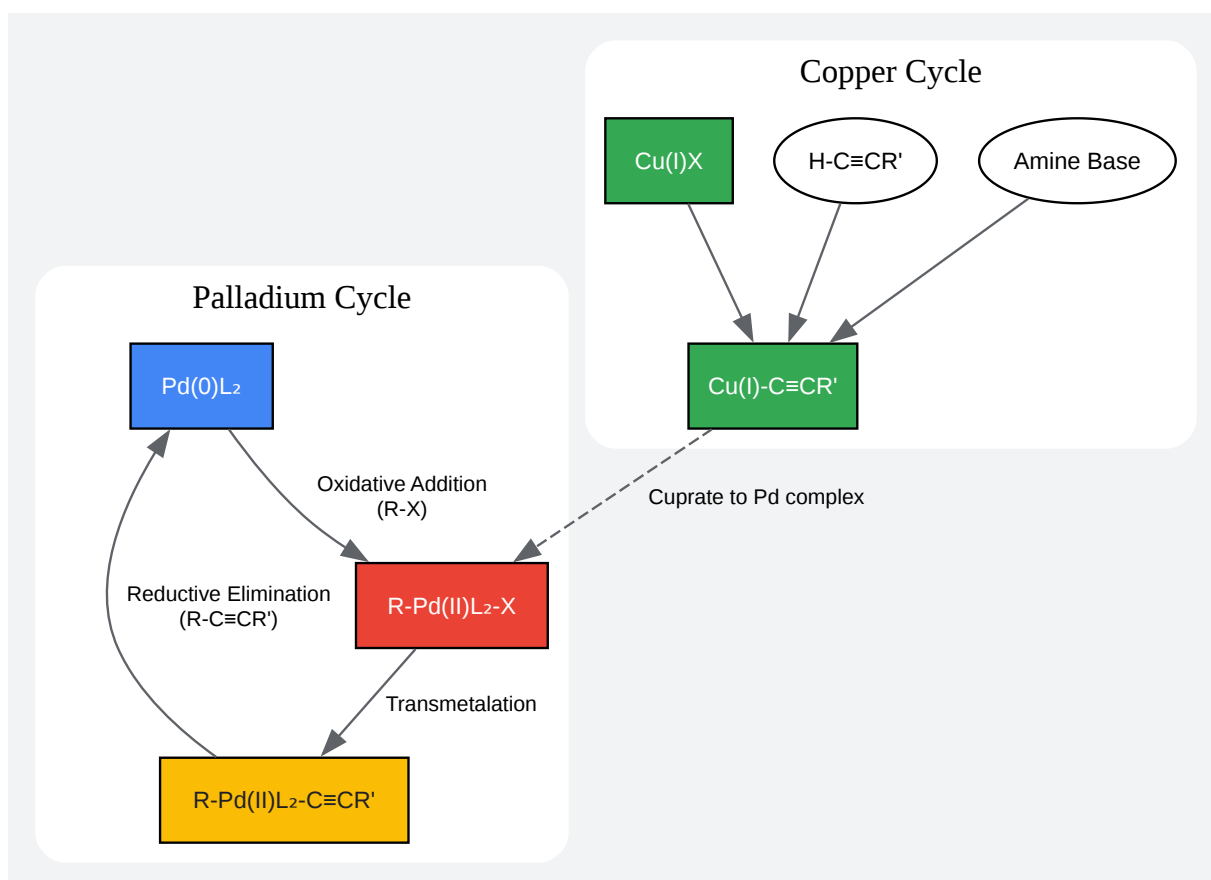 Copper Cycle
Cu(I)X
H-C≡CR'
Amine Base
Cu(I)-C≡CR'
Cuprate to Pd complex
Palladium Cycle
Pd(0)L₂
Oxidative Addition
(R-X)
Reductive Elimination
(R-C≡CR')
R-Pd(II)L₂-X
Transmetalation
R-Pd(II)L₂-C≡CR'